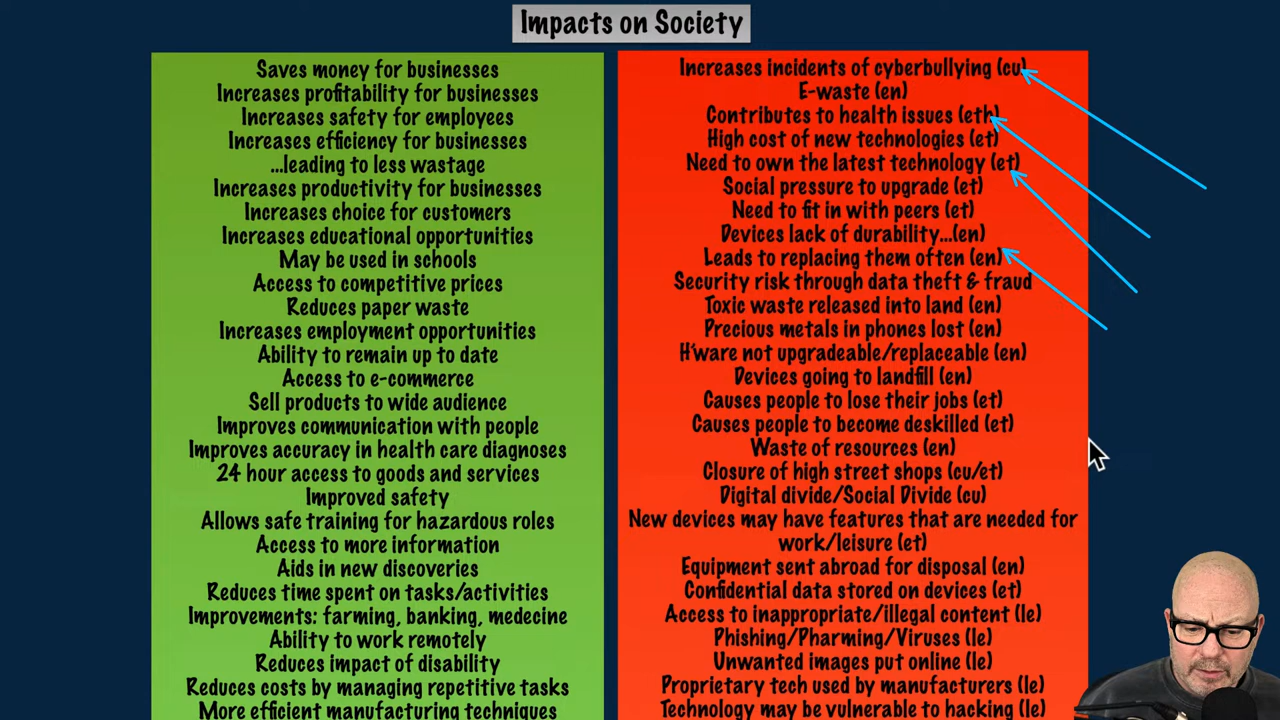 Impacts on Society
Saves money for businesses
Increases profitability for businesses
Increases safety for employees
Increases efficiency for businesses
...leading to less wastage
Increases productivity for businesses
Increases choice for customers
Increases educational opportunities
May be used in schools
Access to competitive prices
Reduces paper waste
Increases employment opportunities
Ability to remain up to date
Access to e-commerce
Sell products to wide audience
Improves communication with people
Improves accuracy in health care diagnoses
24 hour access to goods and services
Improved safety
Allows safe training for hazardous roles
Access to more information
Aids in new discoveries
Reduces time spent on tasks/activities
Improvements: farming, banking, medecine
Ability to work remotely
Reduces impact of disability
Reduces costs by managing repetitive tasks
More efficient manufacturing techniques
Increases incidents of cyberbullying (cu)
E-waste (en)
Contributes to health issues (eth)
High cost of new technologies (et)
Need to own the latest technology (et)
Social pressure to upgrade (et)
Need to fit in with peers (et)
Devices lack of durability...(en)
Leads to replacing them often (en)
Security risk through data theft & fraud
Toxic waste released into land (en)
Precious metals in phones lost (en)
H'ware not upgradeable/replaceable (en)
Devices going to landfill (en)
Causes people to lose their jobs (et)
Causes people to become deskilled (et)
Waste of resources (en)
Closure of high street shops (cu/et)
Digital divide/Social Divide (cu)
New devices may have features that are needed for
work/leisure (et)
Equipment sent abroad for disposal (en)
Confidential data stored on devices (et)
Access to inappropriate/illegal content (le)
Phishing/Pharming/Viruses (le)
Unwanted images put online (le)
Proprietary tech used by manufacturers (le)
Technology may be vulnerable to hacking (le)